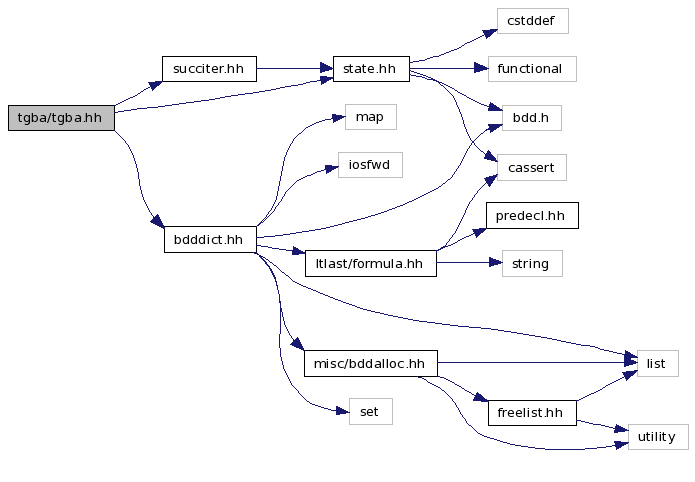 cstddef
succiter.hh
state.hh
functional
tgba/tgba.hh
map
bdd.h
iosfwd
cassert
predecl.hh
bdddict.hh
ltlast/formula.hh
string
misc/bddalloc.hh
list
set
freelist.hh
utility